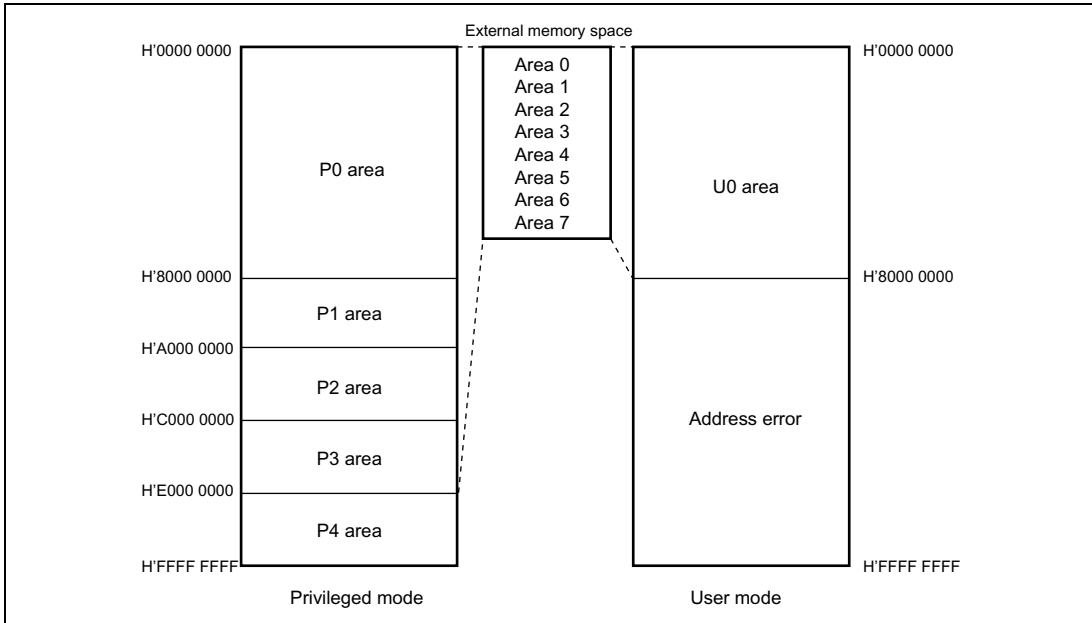 External memory space
H'0000 0000
P0 area
H'8000 0000
P1 area
H'A000 0000
P2 area
H'C000 0000
P3 area
H'E000 0000
P4 area
H'FFFF FFFF
Privileged mode
Area 0
Area 1
Area 2
Area 3
Area 4
Area 5
Area 6
Area 7
H'0000 0000
U0 area
H'8000 0000
Address error
H'FFFF FFFF
User mode